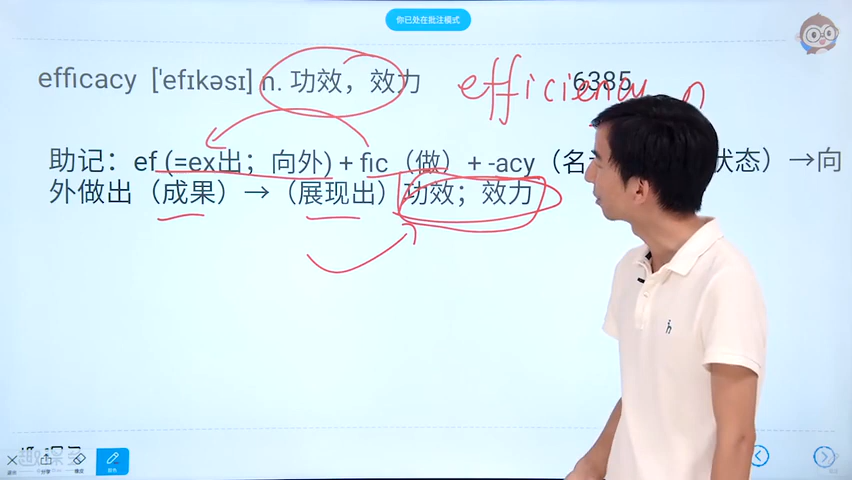 你已处在批注模式
efficacy ['efɪkəsɪ] n. 功效，效力
efficiency n
6385
助记：ef (=ex出；向外) + fic（做）+ -acy（名 状态）→向
外做出（成果）→（展现出）功效；效力